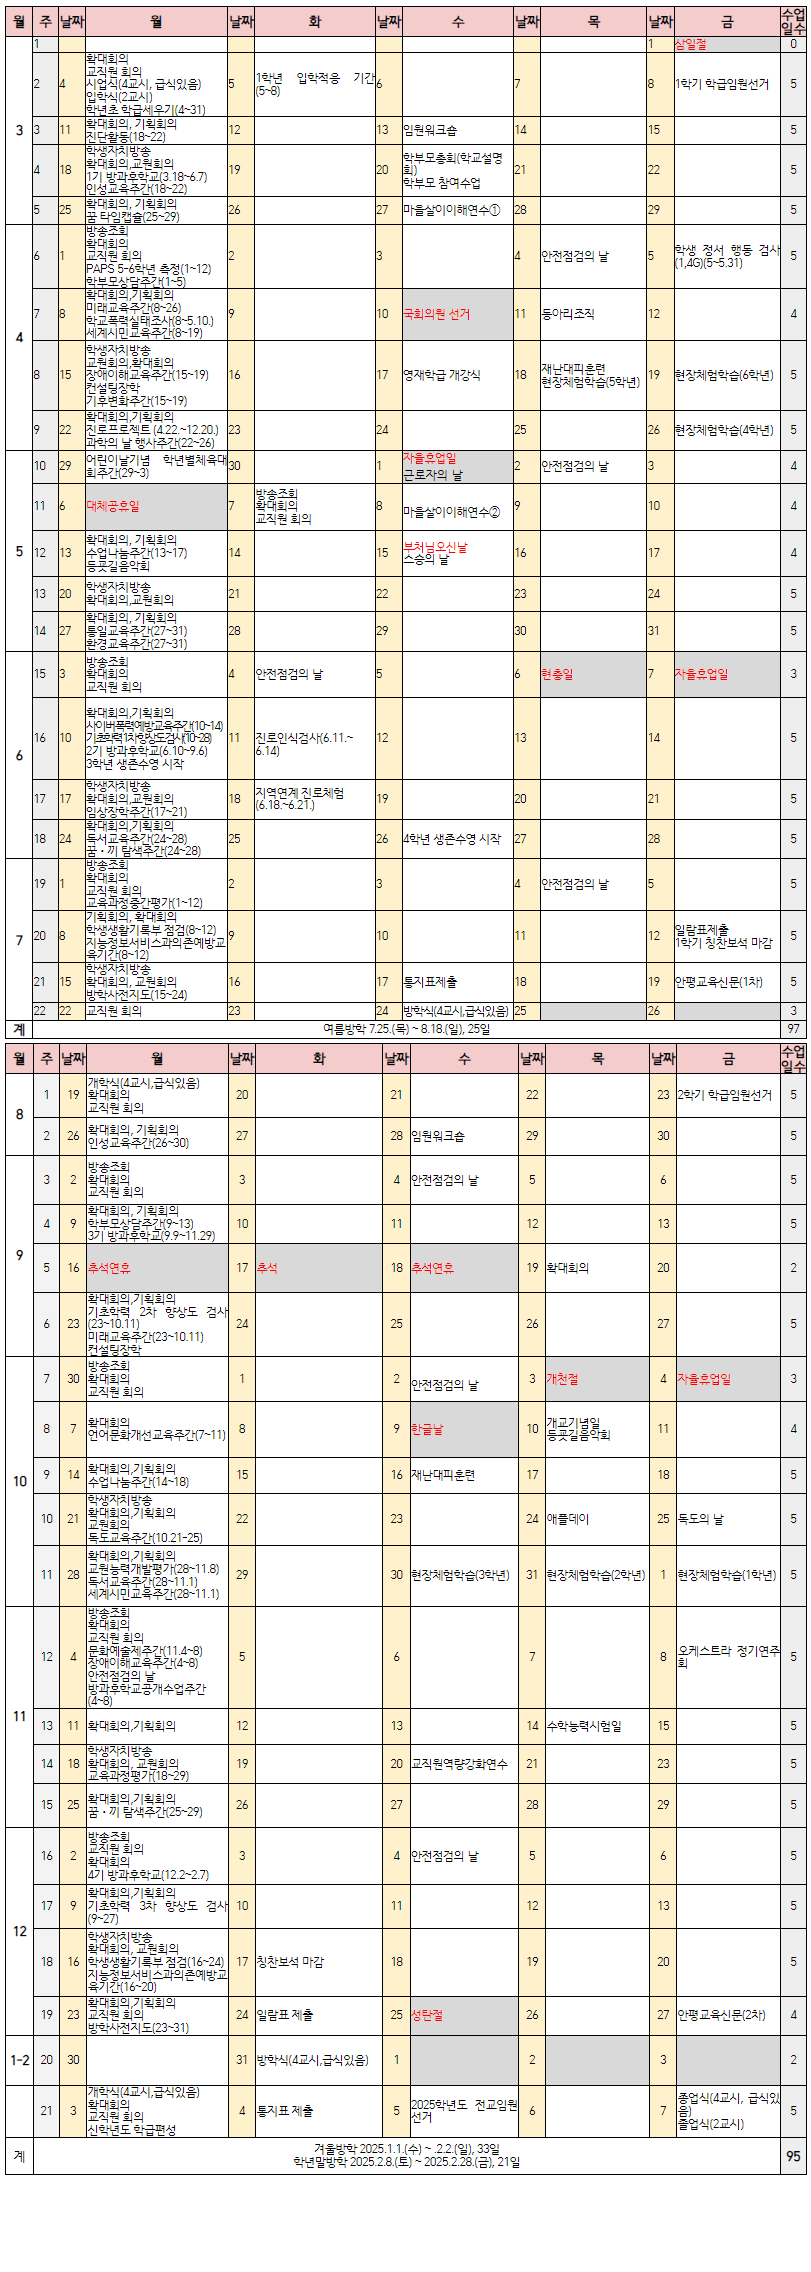 월 주 날짜 월 날짜 화 날짜 수 날짜 목 날짜 금 수업
일수
3
1 1 삼일절 0
확대회의
교직원 회의
2 4 시업식(4교시, 급식있음) 5 1학년 입학적응 기간 6 7 8 1학기 학급임원선거 5
(5~8)
입학식(2교시)
학년초 학급세우기(4~31)
3 11 확대회의, 기획회의 12 13 임원워크숍 14 15 5
진단활동(18~22)
학생자치방송
확대회의,교원회의
4 18 1기 방과후학교(3.18~6.7) 19 20 학부모총회(학교설명 21 22 5
회)
학부모 참여수업
인성교육주간(18~22)
5 25 확대회의, 기획회의 26 27 마을살이이해연수① 28 29 5
꿈 타임캡슐(25~29)
4
방송조회
확대회의
6 1 교직원 회의 2 3 4 안전점검의 날 5 학생 정서 행동 검사 5
(1,4G)(5~5.31)
PAPS 5-6학년 측정(1~12)
학부모상담주간(1~5)
확대회의,기획회의
미래교육주간(8~26)
7 8 학교폭력실태조사(8~5.10.) 9 10 국회의원 선거 11 동아리조직 12 4
세계시민교육주간(8~19)
학생자치방송
교원회의,확대회의
8 15 장애이해교육주간(15~19) 16 17 영재학급 개강식 18 재난대피훈련 19 현장체험학습(6학년) 5
현장체험학습(5학년)
컨설팅장학
기후변화주간(15~19)
확대회의,기획회의
9 22 진로프로젝트(4.22.~12.20.) 23 24 25 26 현장체험학습(4학년) 5
과학의 날 행사주간(22~26)
5
10 29 어린이날기념 학년별체육대 30 1 자율휴업일 2 안전점검의 날 3 4
회주간(29~3)
근로자의 날
11 6 대체공휴일 7 방송조회 8 마을살이이해연수② 9 10 4
확대회의
교직원 회의
확대회의, 기획회의
12 13 수업나눔주간(13~17) 14 15 부처님오신날 16 17 4
스승의 날
등굣길음악회
13 20 학생자치방송 21 22 23 24 5
확대회의,교원회의
확대회의, 기획회의
14 27 통일교육주간(27~31) 28 29 30 31 5
환경교육주간(27~31)
6
방송조회
15 3 확대회의 4 안전점검의 날 5 6 현충일 7 자율휴업일 3
교직원 회의
확대회의,기획회의
사이버폭력예방교육주간(10~14)
16 10 기초학력1차향상도검사(10~28) 11 진로인식검사(6.11.~ 12 13 14 5
6.14)
2기 방과후학교(6.10~9.6)
3학년 생존수영 시작
학생자치방송
17 17 확대회의,교원회의 18 지역연계 진로체험 19 20 21 5
(6.18.~6.21.)
임상장학주간(17~21)
확대회의,기획회의
18 24 독서교육주간(24~28) 25 26 4학년 생존수영 시작 27 28 5
꿈·끼 탐색주간(24~28)
7
방송조회
확대회의
19 1 교직원 회의 2 3 4 안전점검의 날 5 5
교육과정중간평가(1~12)
기획회의, 확대회의
20 8 학생생활기록부 점검(8~12) 9 10 11 12 일람표제출 5
1학기 칭찬보석 마감
지능정보서비스과의존예방교
육기간(8~12)
학생자치방송
21 15 확대회의, 교원회의 16 17 통지표제출 18 19 안평교육신문(1차) 5
방학사전지도(15~24)
22 22 교직원 회의 23 24 방학식(4교시,급식있음) 25 26 3
계 여름방학 7.25.(목) ~ 8.18.(일), 25일 97
월 주 날짜 월 날짜 화 날짜 수 날짜 목 날짜 금 수업
일수
8
개학식(4교시,급식있음)
1 19 확대회의 20 21 22 23 2학기 학급임원선거 5
교직원 회의
2 26 확대회의, 기획회의 27 28 임원워크숍 29 30 5
인성교육주간(26~30)
9
방송조회
3 2 확대회의 3 4 안전점검의 날 5 6 5
교직원 회의
확대회의, 기획회의
4 9 학부모상담주간(9~13) 10 11 12 13 5
3기 방과후학교(9.9~11.29)
5 16 추석연휴 17 추석 18 추석연휴 19 확대회의 20 2
확대회의,기획회의
기초학력 2차 향상도 검사
6 23 (23~10.11) 24 25 26 27 5
미래교육주간(23~10.11)
컨설팅장학
10
방송조회
7 30 확대회의 1 2 안전점검의 날 3 개천절 4 자율휴업일 3
교직원 회의
8 7 확대회의 8 9 한글날 10 개교기념일 11 4
언어문화개선교육주간(7~11) 등굣길음악회
9 14 확대회의,기획회의 15 16 재난대피훈련 17 18 5
수업나눔주간(14~18)
학생자치방송
확대회의,기획회의
10 21 교원회의 22 23 24 애플데이 25 독도의 날 5
독도교육주간(10.21~25)
확대회의,기획회의
11 28 교원능력개발평가(28~11.8) 29 30 현장체험학습(3학년) 31 현장체험학습(2학년) 1 현장체험학습(1학년) 5
독서교육주간(28~11.1)
세계시민교육주간(28~11.1)
11
방송조회
확대회의
교직원 회의
12 4 문화예술제주간(11.4~8) 5 6 7 8 오케스트라 정기연주 5
회
장애이해교육주간(4~8)
안전점검의 날
방과후학교공개수업주간
(4~8)
13 11 확대회의,기획회의 12 13 14 수학능력시험일 15 5
학생자치방송
14 18 확대회의, 교원회의 19 20 교직원역량강화연수 21 23 5
교육과정평가(18~29)
15 25 확대회의,기획회의 26 27 28 29 5
꿈·끼 탐색주간(25~29)
12
방송조회
16 2 교직원 회의 3 4 안전점검의 날 5 6 5
확대회의
4기 방과후학교(12.2~2.7)
확대회의,기획회의
17 9 기초학력 3차 향상도 검사 10 11 12 13 5
(9~27)
학생자치방송
확대회의, 교원회의
18 16 학생생활기록부 점검(16~24) 17 칭찬보석 마감 18 19 20 5
지능정보서비스과의존예방교
육기간(16~20)
확대회의,기획회의
19 23 교직원 회의 24 일람표 제출 25 성탄절 26 27 안평교육신문(2차) 4
방학사전지도(23~31)
1-2 20 30 31 방학식(4교시,급식있음) 1 2 3 2
개학식(4교시,급식있음)
확대회의
21 3 교직원 회의 4 통지표 제출 5 2025학년도 전교임원 6 7 종업식(4교시, 급식있 5
선거 음)
졸업식(2교시)
신학년도 학급편성
계 겨울방학 2025.1.1.(수) ~ .2.2.(일), 33일 95
학년말방학 2025.2.8.(토) ~ 2025.2.28.(금), 21일